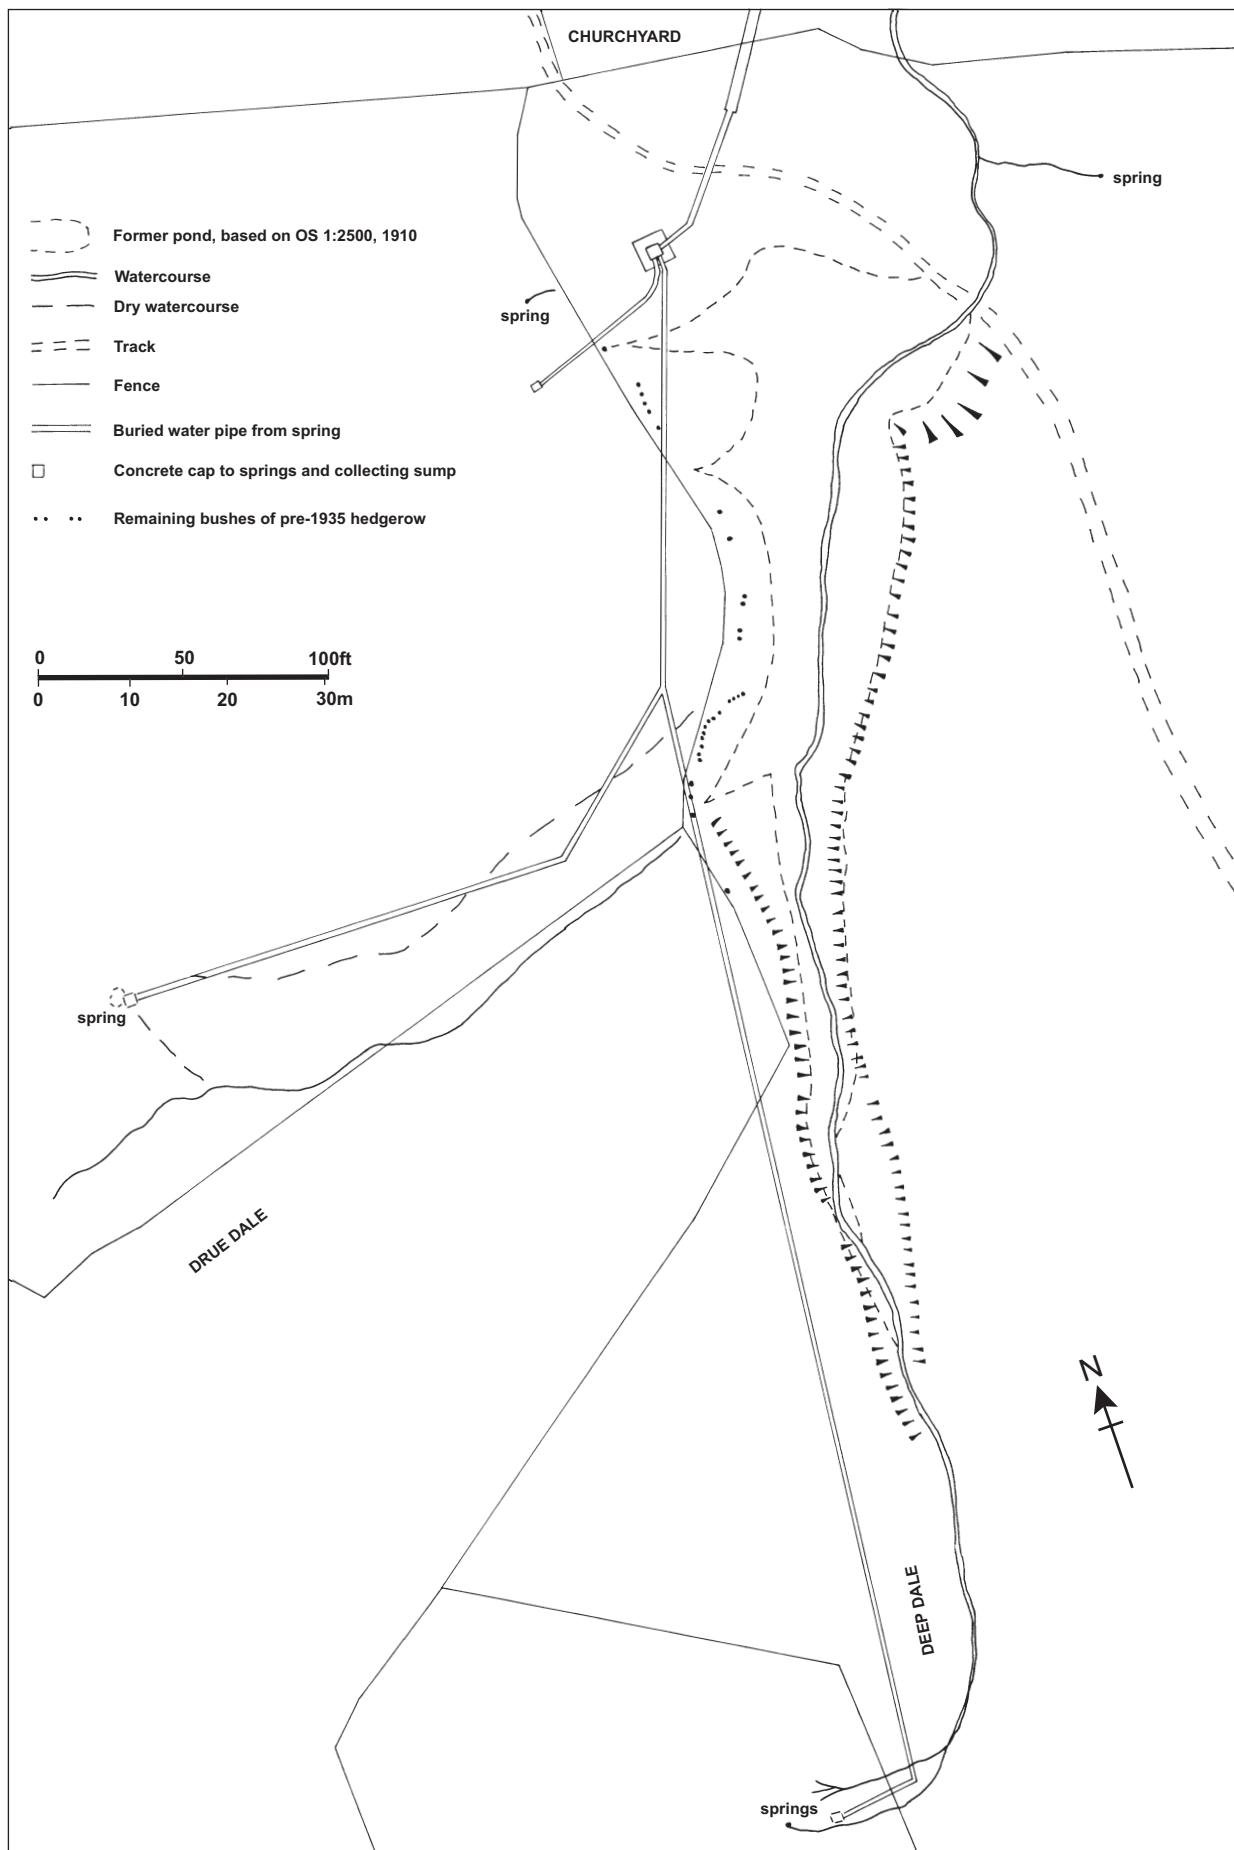 CHURCHYARD
spring
Former pond, based on OS 1:2500, 1910
Watercourse
Dry watercourse
spring
Track
Fence
Buried water pipe from spring
Concrete cap to springs and collecting sump
Remaining bushes of pre-1935 hedgerow
0 50 100ft
0 10 20 30m
spring
DRUE DALE
N
DEEP DALE
springs